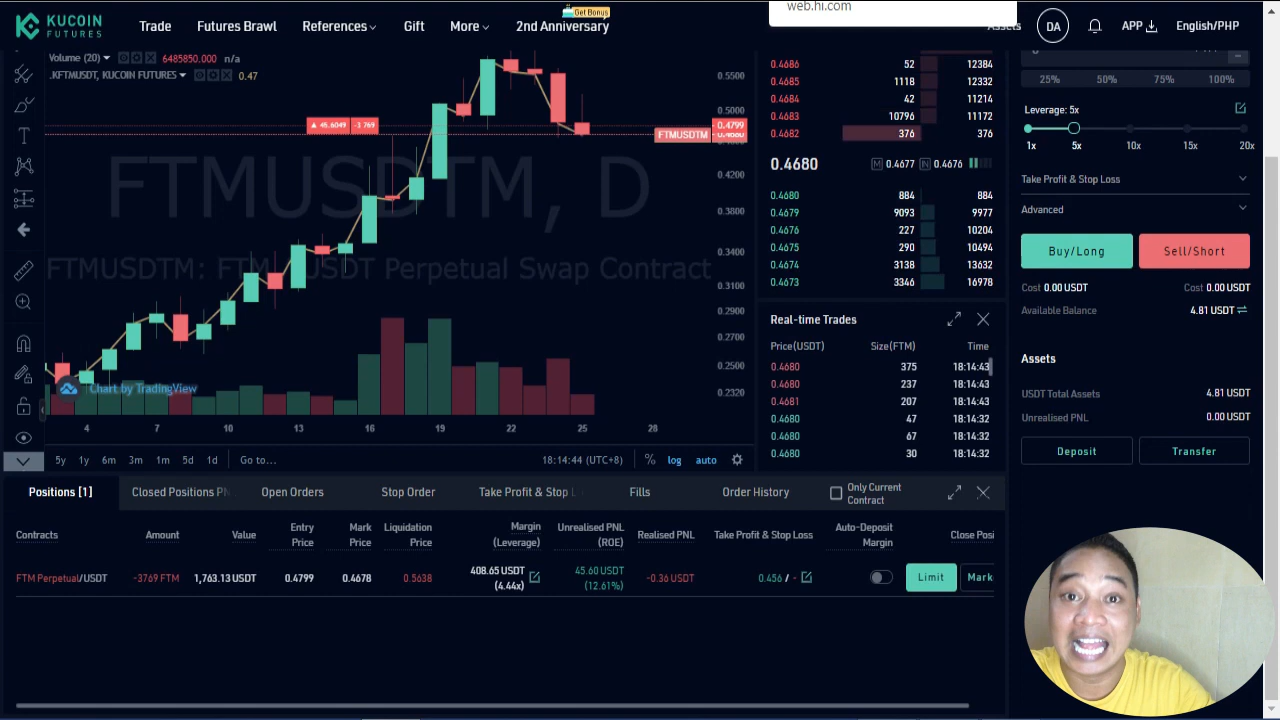 KUCOIN
FUTURES
Trade
Futures Brawl
References
Gift
More
Get Bonus
2nd Anniversary
web.hi.com
Assets
DA
APP
English/PHP
Volume (20)
6485850.000 n/a
.KFTMUSDT, KUCOIN FUTURES
0.47
45.6049 -3 769
FTMUSDTM
0.4799
FTMUSDTM, D
FTMUSDTM: FTM/USDT Perpetual Swap Contract
0.5500
0.5000
0.4200
0.3800
0.3400
0.3100
0.2900
0.2700
0.2500
0.2320
Chart by TradingView
4 7 10 13 16 19 22 25 28
5y 1y 6m 3m 1m 5d 1d Go to...
18:14:44 (UTC+8) % log auto
0.4686 52 12384
0.4685 1118 12332
0.4684 42 11214
0.4683 10796 11172
0.4682 376 376
0.4680 M 0.4677 N 0.4676
0.4680 884 884
0.4679 9093 9977
0.4676 227 10204
0.4675 290 10494
0.4674 3138 13632
0.4673 3346 16978
Real-time Trades
Price(USDT) Size(FTM) Time
0.4680 375 18:14:43
0.4680 237 18:14:43
0.4681 207 18:14:43
0.4680 47 18:14:32
0.4680 67 18:14:32
0.4680 30 18:14:32
25% 50% 75% 100%
Leverage: 5x
1x 5x 10x 15x 20x
Take Profit & Stop Loss
Advanced
Buy/Long Sell/Short
Cost 0.00 USDT Cost 0.00 USDT
Available Balance 4.81 USDT
Assets
USDT Total Assets 4.81 USDT
Unrealised PNL 0.00 USDT
Deposit Transfer
Positions [1] Closed Positions Stop Order
Open Orders
Take Profit & Stop
Fills
Order History
Only Current
Contract
Contracts
Amount
Value
Entry
Price
Mark
Price
Liquidation
Price
Margin
(Leverage)
Unrealised PNL
(ROE)
Realised PNL
Take Profit & Stop Loss
Auto-Deposit
Margin
Close Posi
FTM Perpetual/USDT
-3769 FTM
1,763.13 USDT
0.4799
0.4678
0.5638
408.65 USDT
(4.44x)
45.60 USDT
(12.61%)
-0.36 USDT
0.456 / -
Limit
Mark